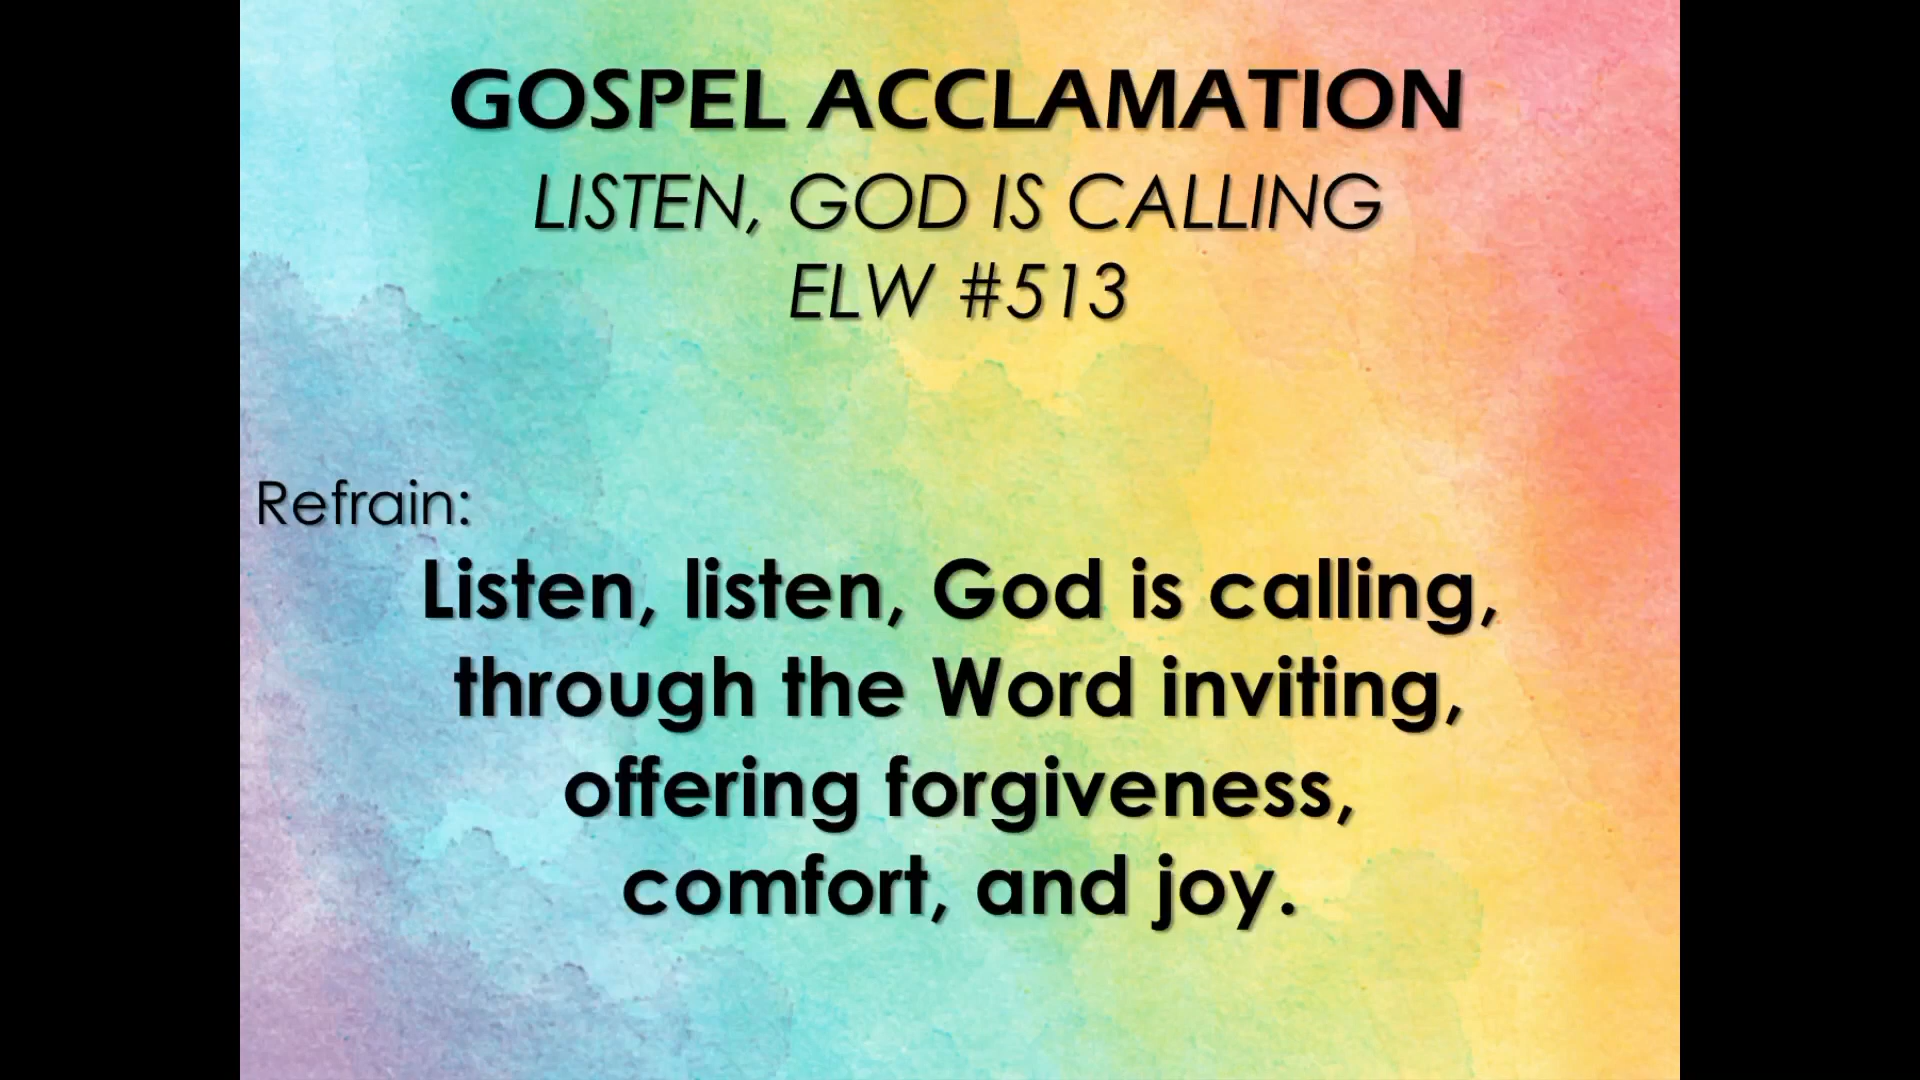 GOSPEL ACCLAMATION
LISTEN, GOD IS CALLING
ELW #513
Refrain:
Listen, listen, God is calling,
through the Word inviting,
offering forgiveness,
comfort, and joy.